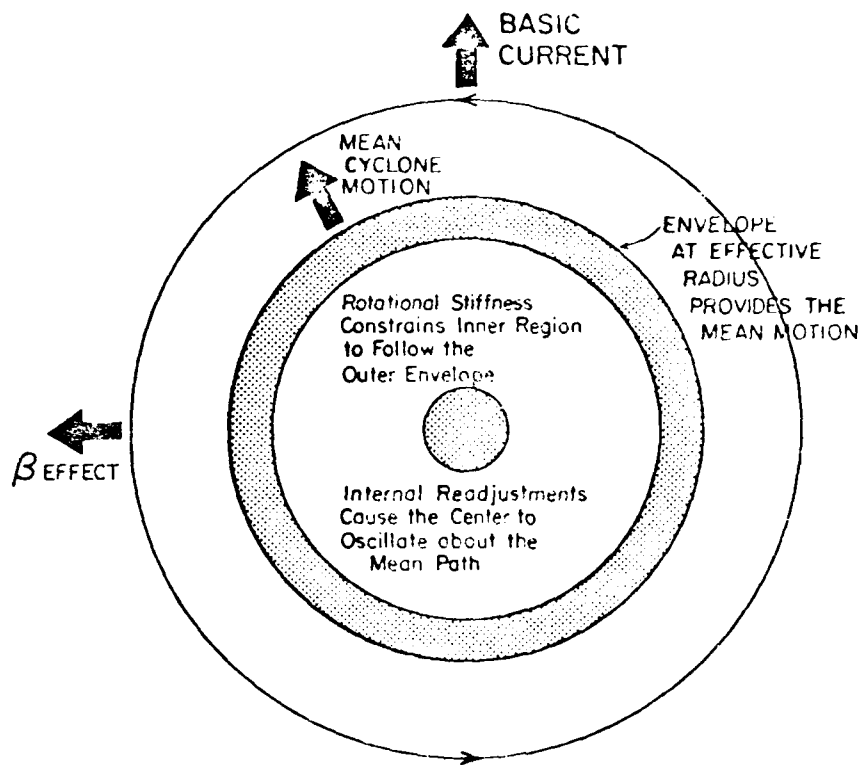 BASIC
CURRENT
MEAN
CYCLONE
MOTION
ENVELOPE
AT EFFECTIVE
RADIUS
PROVIDES THE
MEAN MOTION
Rotational Stiffness
Constrains Inner Region
to Follow the
Outer Envelope
β EFFECT
Internal Readjustments
Cause the Center to
Oscillate about the
Mean Path